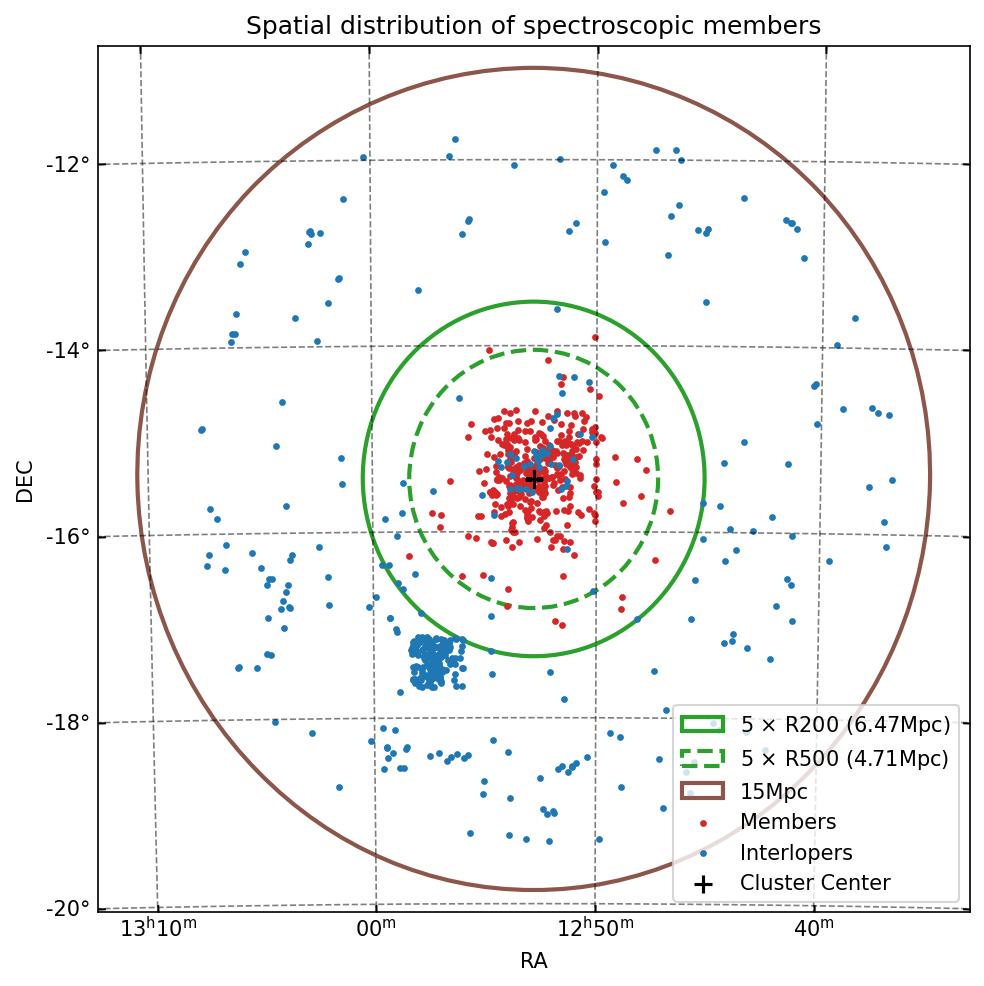 Spatial distribution of spectroscopic members
-12°
-14°
-16°
-18°
-20°
DEC
5 × R200 (6.47Mpc)
5 × R500 (4.71Mpc)
15Mpc
Members
Interlopers
Cluster Center
13ʰ10ᵐ 00ᵐ 12ʰ50ᵐ 40ᵐ
RA